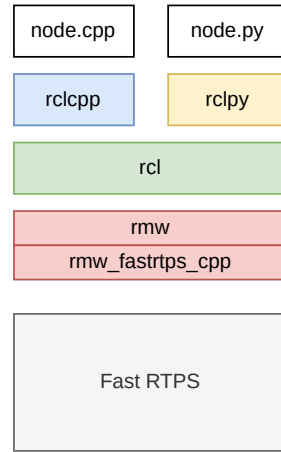 node.cpp
node.py
rclcpp
rclpy
rcl
rmw
rmw_fastrtps_cpp
Fast RTPS